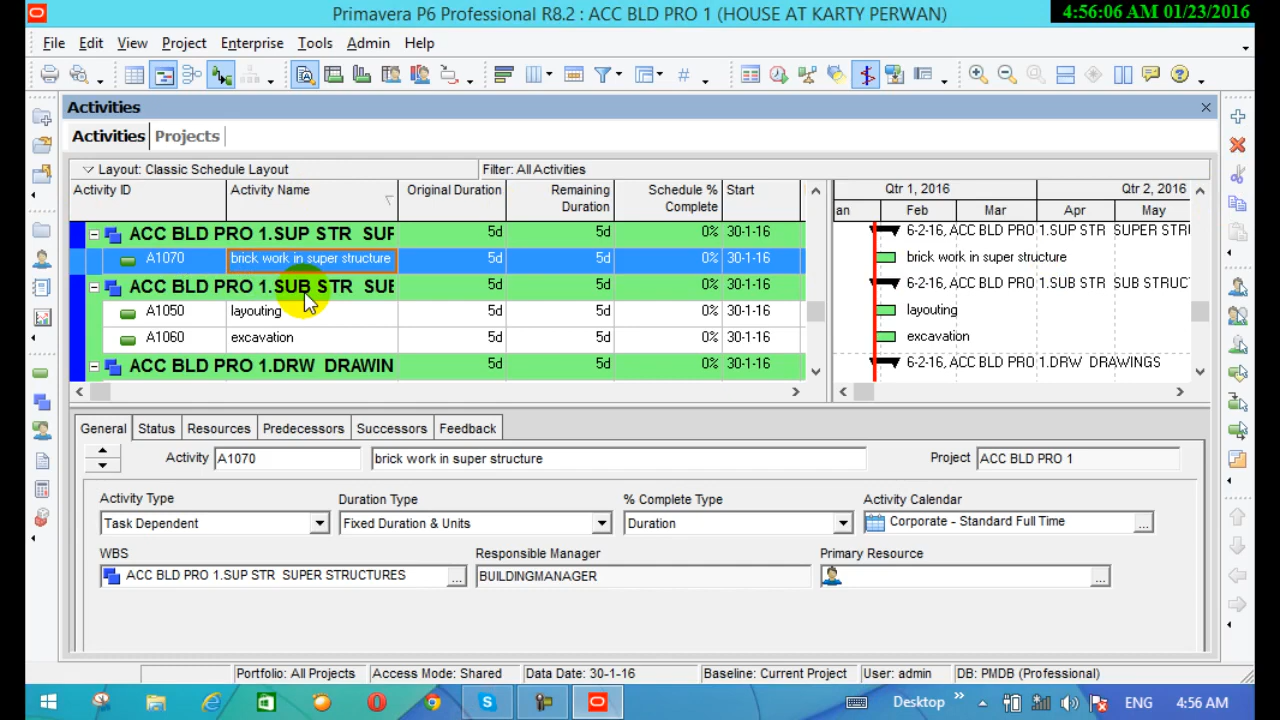 Primavera P6 Professional R8.2 : ACC BLD PRO 1 (HOUSE AT KARTY PERWAN)
4:56:06 AM 01/23/2016
File Edit View Project Enterprise Tools Admin Help
Activities
Activities Projects
Layout: Classic Schedule Layout Filter: All Activities
Activity ID Activity Name Original Duration Remaining Duration Schedule % Complete Start
Qtr 1, 2016 Qtr 2, 2016
an Feb Mar Apr May
ACC BLD PRO 1.SUP STR SUP 5d 5d 0% 30-1-16 6-2-16, ACC BLD PRO 1.SUP STR SUPER STRU
A1070 brick work in super structure 5d 5d 0% 30-1-16 brick work in super structure
ACC BLD PRO 1.SUB STR SUB 5d 5d 0% 30-1-16 6-2-16, ACC BLD PRO 1.SUB STR SUB STRUCT
A1050 layouting 5d 5d 0% 30-1-16 layouting
A1060 excavation 5d 5d 0% 30-1-16 excavation
ACC BLD PRO 1.DRW DRAWIN 5d 5d 0% 30-1-16 6-2-16, ACC BLD PRO 1.DRW DRAWINGS
General Status Resources Predecessors Successors Feedback
Activity A1070 brick work in super structure Project ACC BLD PRO 1
Activity Type Duration Type % Complete Type Activity Calendar
Task Dependent Fixed Duration & Units Duration Corporate - Standard Full Time ...
WBS Responsible Manager Primary Resource
ACC BLD PRO 1.SUP STR SUPER STRUCTURES ... BUILDINGMANAGER ...
Portfolio: All Projects Access Mode: Shared Data Date: 30-1-16 Baseline: Current Project User: admin DB: PMDB (Professional)
Desktop » ENG 4:56 AM